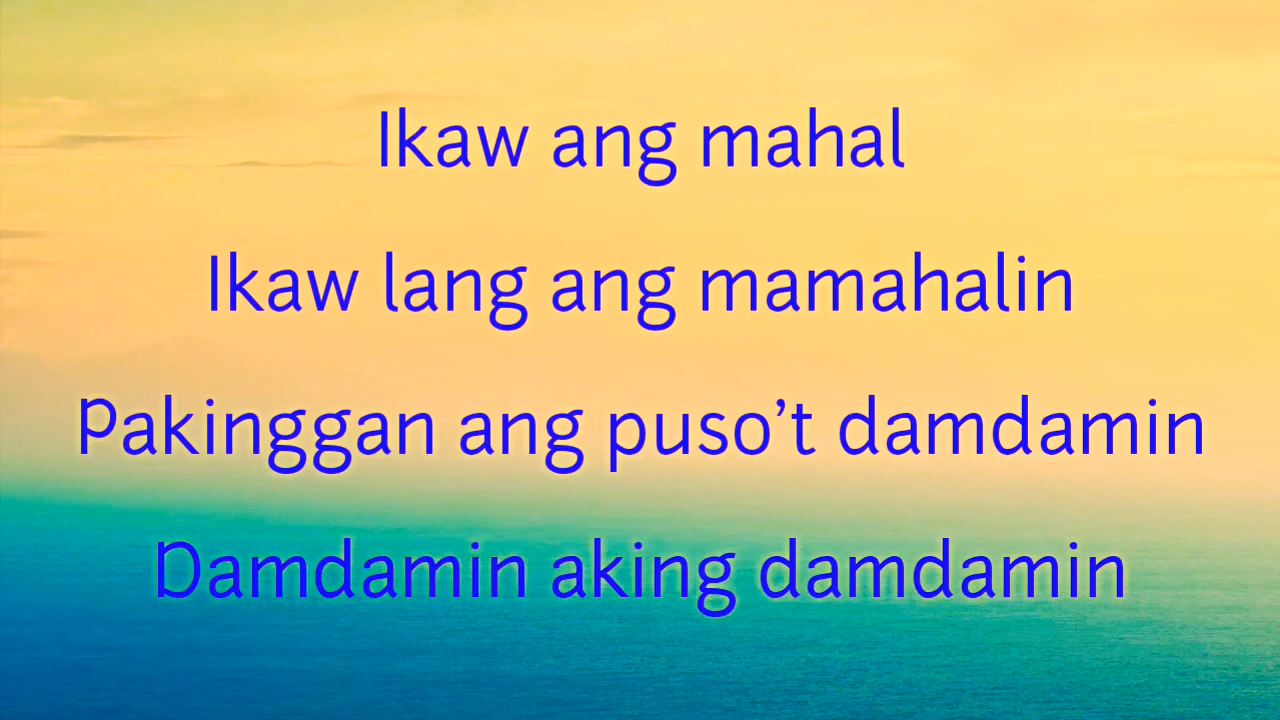 Ikaw ang mahal
Ikaw lang ang mamahalin
Pakinggan ang puso’t damdamin
Damdamin aking damdamin